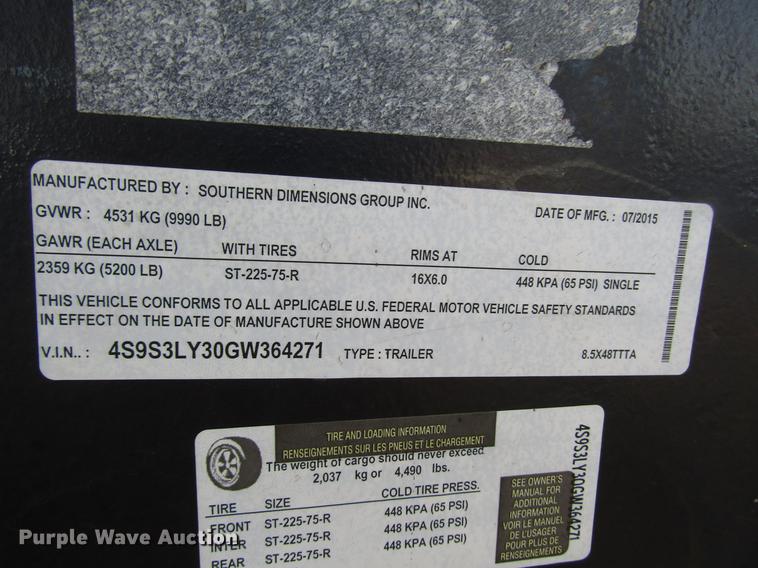 MANUFACTURED BY : SOUTHERN DIMENSIONS GROUP INC. DATE OF MFG. : 07/2015
GVWR : 4531 KG (9990 LB)
GAWR (EACH AXLE) WITH TIRES RIMS AT COLD
2359 KG (5200 LB) ST-225-75-R 16X6.0 448 KPA (65 PSI) SINGLE
THIS VEHICLE CONFORMS TO ALL APPLICABLE U.S. FEDERAL MOTOR VEHICLE SAFETY STANDARDS
IN EFFECT ON THE DATE OF MANUFACTURE SHOWN ABOVE
V.I.N.. : 4S9S3LY30GW364271 TYPE : TRAILER 8.5X48TTTA
TIRE AND LOADING INFORMATION
RENSEIGNEMENTS SUR LES PNEUS ET LE CHARGEMENT
The weight of cargo should never exceed
2,037 kg or 4,490 lbs.
TIRE SIZE COLD TIRE PRESS.
FRONT ST-225-75-R 448 KPA (65 PSI)
INTER ST-225-75-R 448 KPA (65 PSI)
REAR ST-225-75-R 448 KPA (65 PSI)
SEE OWNER'S
MANUAL FOR
ADDITIONAL
INFORMATION
VOIR LE MANUEL
DE L'USAGER
POUR PLUS DE
RENSEIGNEMENTS
4S9S3LY30GW364271
Purple Wave Auction